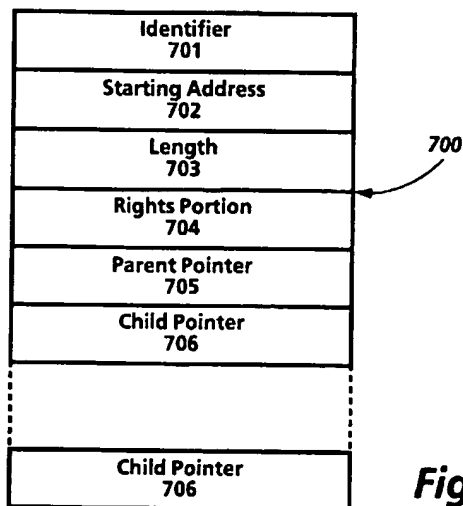 Identifier
701
Starting Address
702
Length
703
700
Rights Portion
704
Parent Pointer
705
Child Pointer
706
Child Pointer
706
Fig